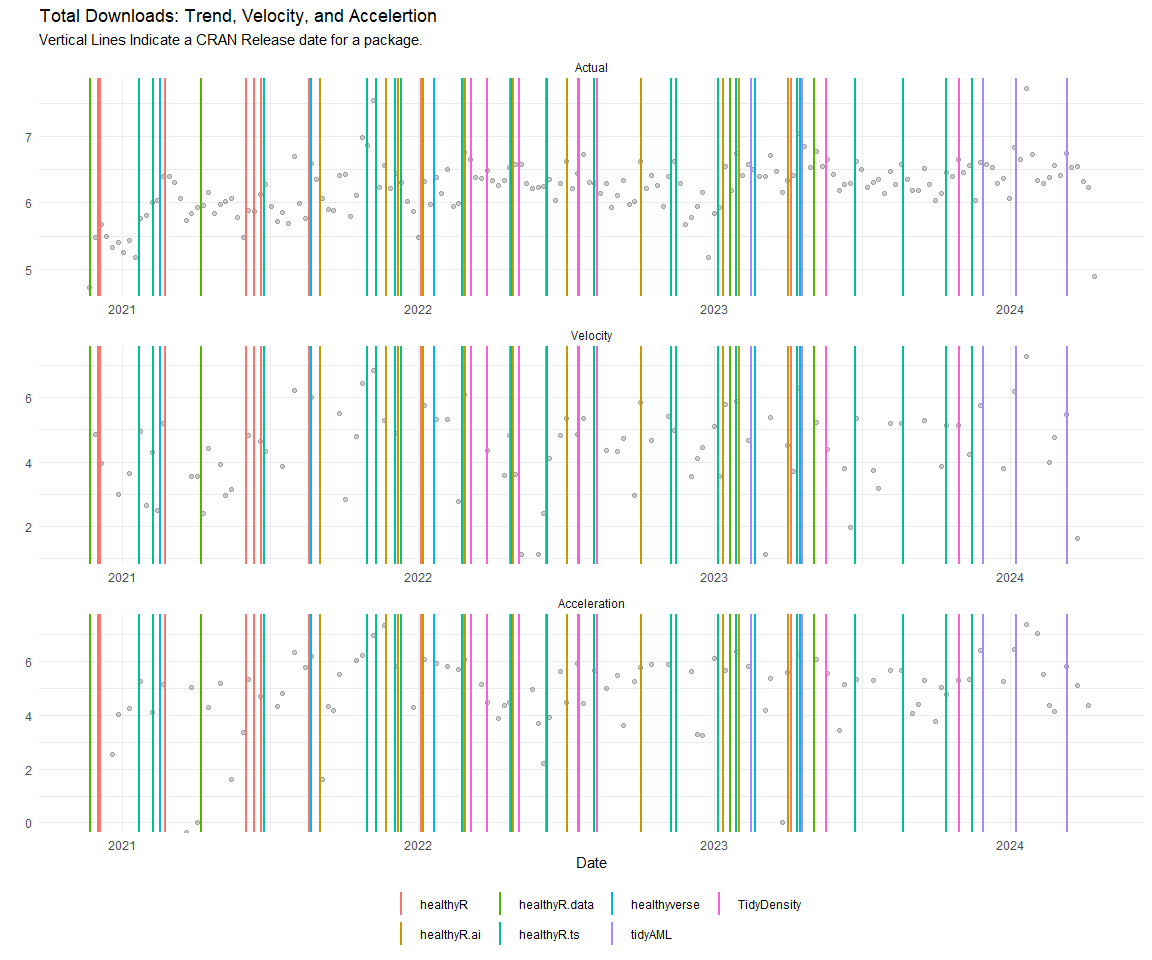 Total Downloads: Trend, Velocity, and Accelertion
Vertical Lines Indicate a CRAN Release date for a package.
Actual
7
6
5
2021 2022 2023 2024
Velocity
6
4
2
2021 2022 2023 2024
Acceleration
6
4
2
0
2021 2022 2023 2024
Date
healthyR healthyR.data healthyverse TidyDensity
healthyR.ai healthyR.ts tidyAML